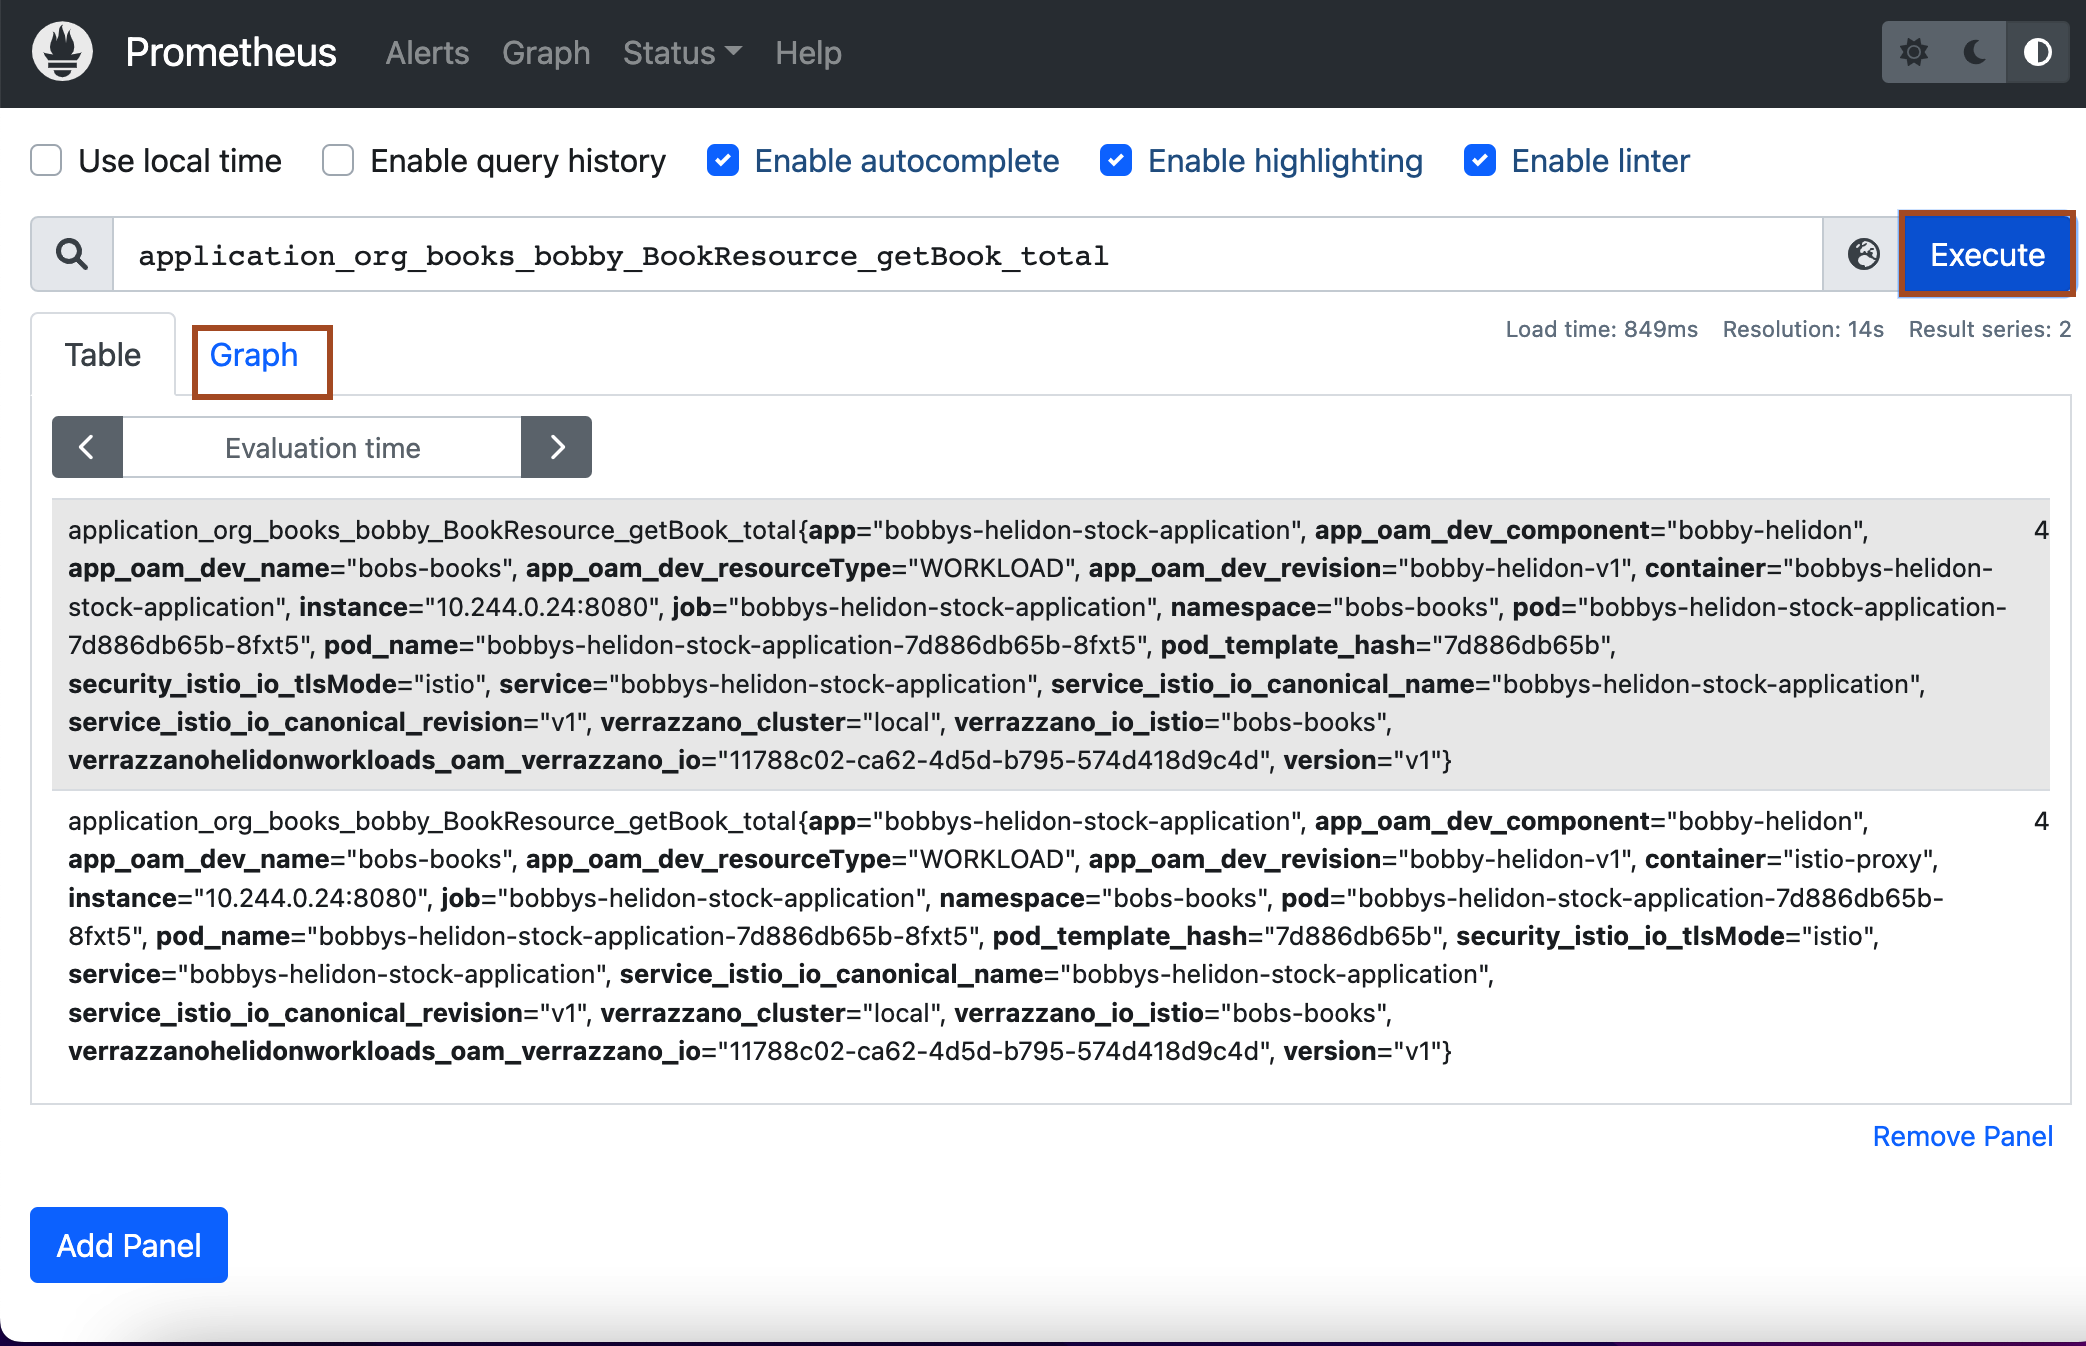 Prometheus Alerts Graph Status Help
Use local time Enable query history Enable autocomplete Enable highlighting Enable linter
application_org_books_bobby_BookResource_getBook_total Execute
Table Graph Load time: 849ms Resolution: 14s Result series: 2
Evaluation time
application_org_books_bobby_BookResource_getBook_total{app="bobbys-helidon-stock-application", app_oam_dev_component="bobby-helidon", 4
app_oam_dev_name="bobs-books", app_oam_dev_resourceType="WORKLOAD", app_oam_dev_revision="bobby-helidon-v1", container="bobbys-helidon-
stock-application", instance="10.244.0.24:8080", job="bobbys-helidon-stock-application", namespace="bobs-books", pod="bobbys-helidon-stock-application-
7d886db65b-8fxt5", pod_name="bobbys-helidon-stock-application-7d886db65b-8fxt5", pod_template_hash="7d886db65b",
security_istio_io_tlsMode="istio", service="bobbys-helidon-stock-application", service_istio_io_canonical_name="bobbys-helidon-stock-application",
service_istio_io_canonical_revision="v1", verrazzano_cluster="local", verrazzano_io_istio="bobs-books",
verrazzanohelidonworkloads_oam_verrazzano_io="11788c02-ca62-4d5d-b795-574d418d9c4d", version="v1"}
application_org_books_bobby_BookResource_getBook_total{app="bobbys-helidon-stock-application", app_oam_dev_component="bobby-helidon", 4
app_oam_dev_name="bobs-books", app_oam_dev_resourceType="WORKLOAD", app_oam_dev_revision="bobby-helidon-v1", container="istio-proxy",
instance="10.244.0.24:8080", job="bobbys-helidon-stock-application", namespace="bobs-books", pod="bobbys-helidon-stock-application-7d886db65b-
8fxt5", pod_name="bobbys-helidon-stock-application-7d886db65b-8fxt5", pod_template_hash="7d886db65b", security_istio_io_tlsMode="istio",
service="bobbys-helidon-stock-application", service_istio_io_canonical_name="bobbys-helidon-stock-application",
service_istio_io_canonical_revision="v1", verrazzano_cluster="local", verrazzano_io_istio="bobs-books",
verrazzanohelidonworkloads_oam_verrazzano_io="11788c02-ca62-4d5d-b795-574d418d9c4d", version="v1"}
Remove Panel
Add Panel